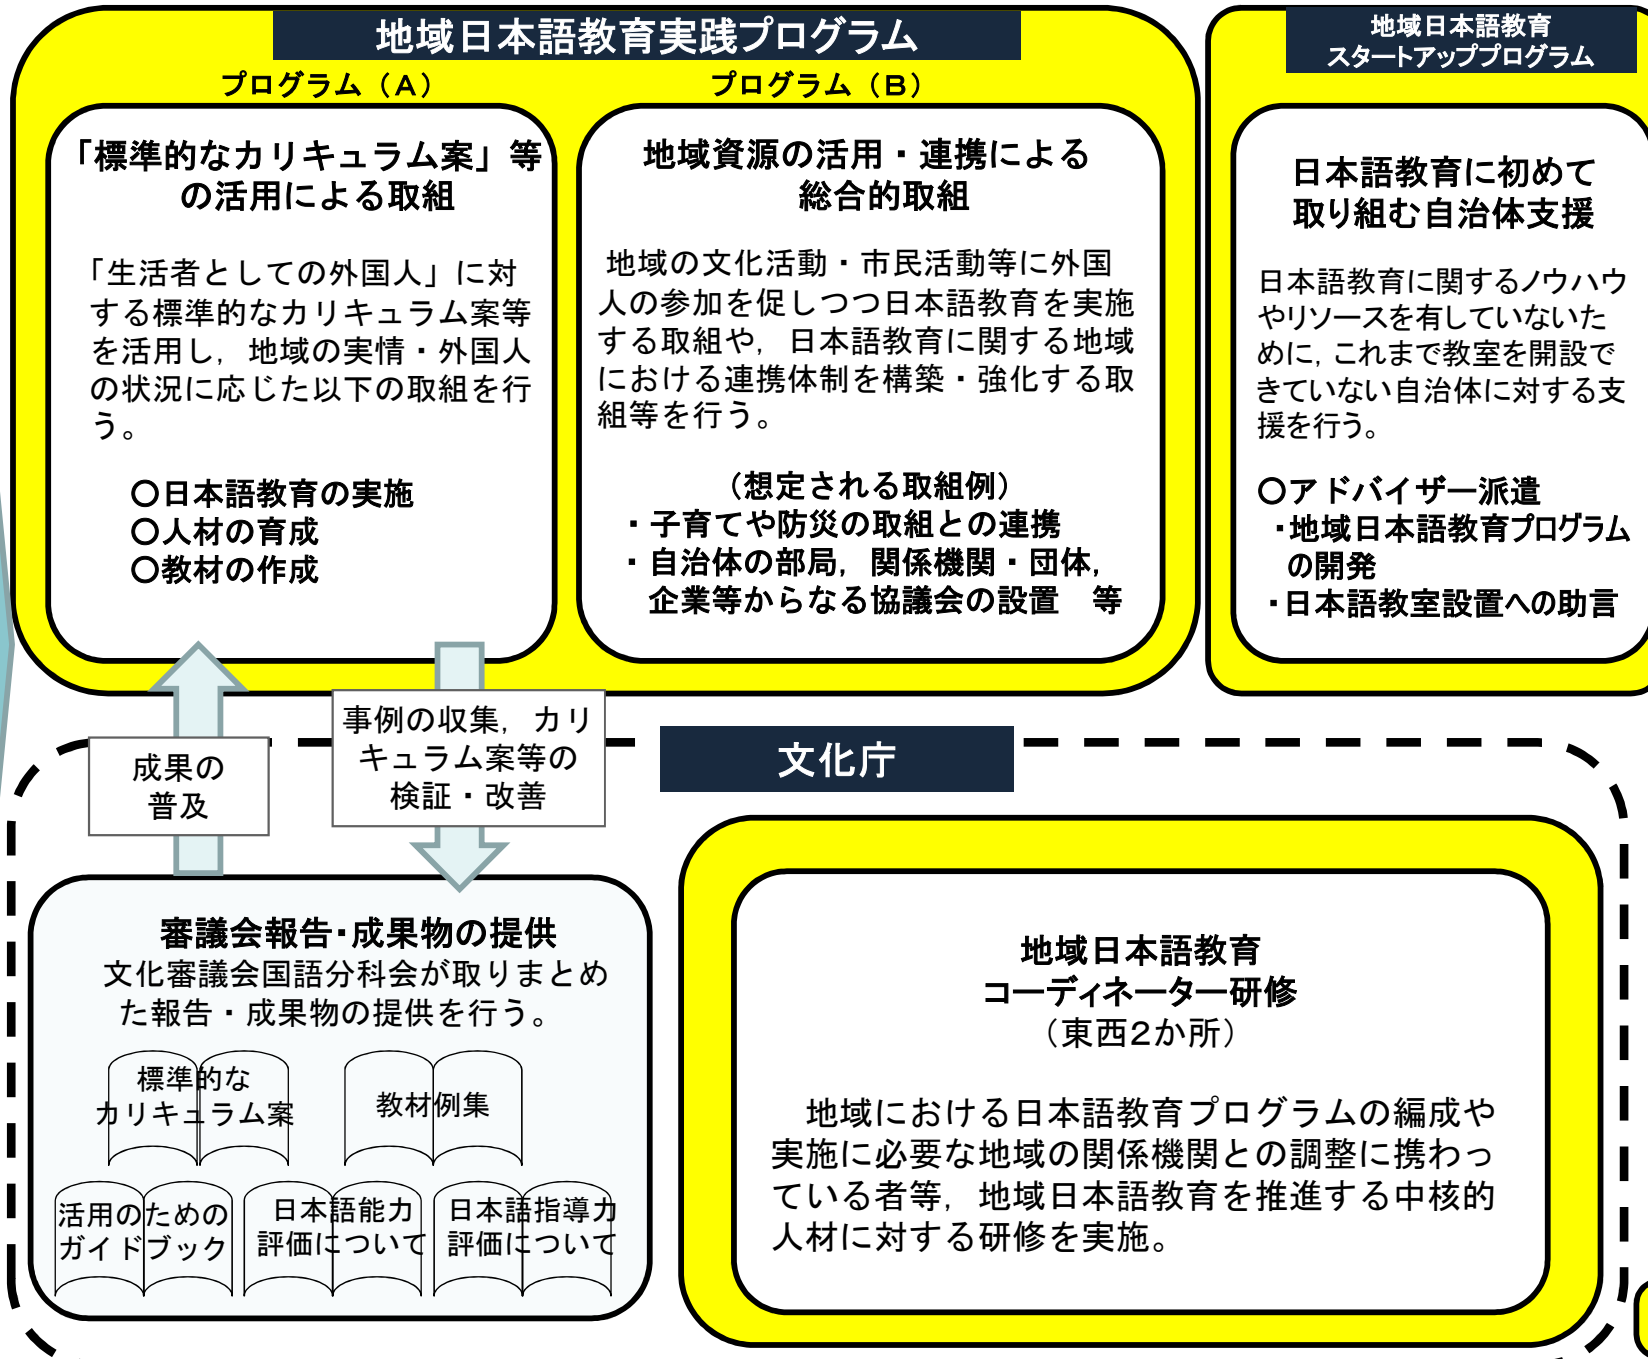 地域日本語教育実践プログラム
プログラム（A）
「標準的なカリキュラム案」等
の活用による取組
「生活者としての外国人」に対
する標準的なカリキュラム案等
を活用し，地域の実情・外国人
の状況に応じた以下の取組を行
う。
○日本語教育の実施
○人材の育成
○教材の作成
プログラム（B）
地域資源の活用・連携による
総合的取組
地域の文化活動・市民活動等に外国
人の参加を促しつつ日本語教育を実施
する取組や，日本語教育に関する地域
における連携体制を構築・強化する取
組等を行う。
（想定される取組例）
・子育てや防災の取組との連携
・自治体の部局，関係機関・団体，
企業等からなる協議会の設置　等
地域日本語教育
スタートアッププログラム
日本語教育に初めて
取り組む自治体支援
日本語教育に関するノウハウ
やリソースを有していないた
めに，これまで教室を開設で
きていない自治体に対する支
援を行う。
○アドバイザー派遣
・地域日本語教育プログラム
の開発
・日本語教室設置への助言
成果の
普及
事例の収集，カリ
キュラム案等の
検証・改善
文化庁
審議会報告・成果物の提供
文化審議会国語分科会が取りまとめ
た報告・成果物の提供を行う。
標準的な
カリキュラム案
教材例集
活用のための
ガイドブック
日本語能力
評価について
日本語指導力
評価について
地域日本語教育
コーディネーター研修
（東西2か所）
地域における日本語教育プログラムの編成や
実施に必要な地域の関係機関との調整に携わっ
ている者等，地域日本語教育を推進する中核的
人材に対する研修を実施。